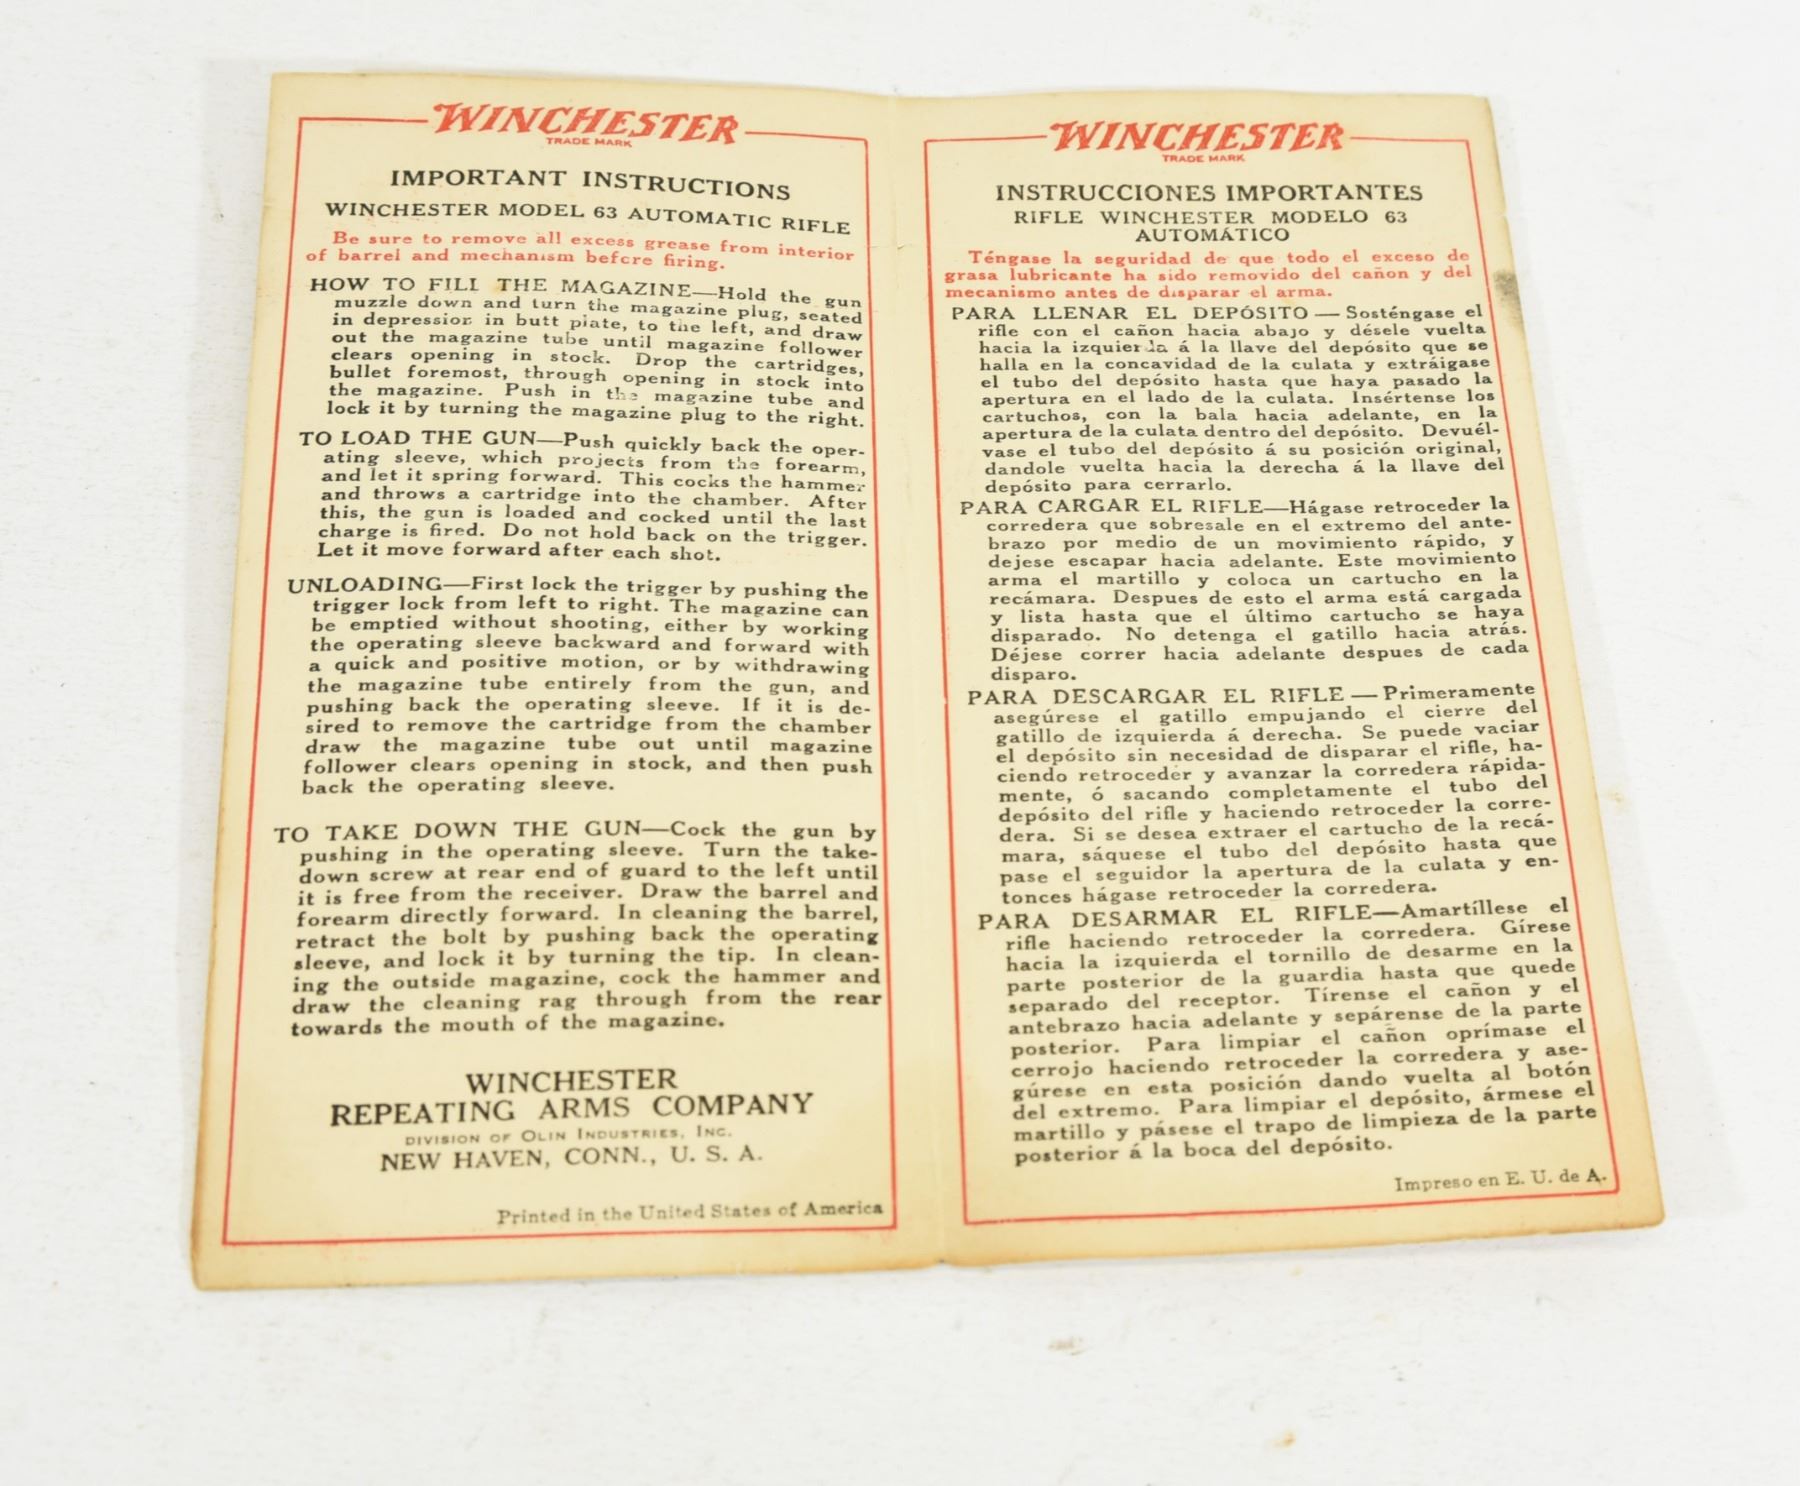 WINCHESTER
TRADE MARK
IMPORTANT INSTRUCTIONS
WINCHESTER MODEL 63 AUTOMATIC RIFLE
Be sure to remove all excess grease from interior
of barrel and mechanism before firing.
HOW TO FILL THE MAGAZINE—Hold the gun
muzzle down and turn the magazine plug, seated
in depression in butt plate, to the left, and draw
out the magazine tube until magazine follower
clears opening in stock. Drop the cartridges,
bullet foremost, through opening in stock into
the magazine. Push in the magazine tube and
lock it by turning the magazine plug to the right.
TO LOAD THE GUN—Push quickly back the oper-
ating sleeve, which projects from the forearm,
and let it spring forward. This cocks the hammer
and throws a cartridge into the chamber. After
this, the gun is loaded and cocked until the last
charge is fired. Do not hold back on the trigger.
Let it move forward after each shot.
UNLOADING—First lock the trigger by pushing the
trigger lock from left to right. The magazine can
be emptied without shooting, either by working
the operating sleeve backward and forward with
a quick and positive motion, or by withdrawing
the magazine tube entirely from the gun, and
pushing back the operating sleeve. If it is de-
sired to remove the cartridge from the chamber
draw the magazine tube out until magazine
follower clears opening in stock, and then push
back the operating sleeve.
TO TAKE DOWN THE GUN—Cock the gun by
pushing in the operating sleeve. Turn the take-
down screw at rear end of guard to the left until
it is free from the receiver. Draw the barrel and
forearm directly forward. In cleaning the barrel,
retract the bolt by pushing back the operating
sleeve, and lock it by turning the tip. In clean-
ing the outside magazine, cock the hammer and
draw the cleaning rag through from the rear
towards the mouth of the magazine.
WINCHESTER
REPEATING ARMS COMPANY
DIVISION OF OLIN INDUSTRIES, INC.
NEW HAVEN, CONN., U. S. A.
Printed in the United States of America
WINCHESTER
TRADE MARK
INSTRUCCIONES IMPORTANTES
RIFLE WINCHESTER MODELO 63
AUTOMÁTICO
Téngase la seguridad de que todo el exceso de
grasa lubricante ha sido removido del cañon y del
mecanismo antes de disparar el arma.
PARA LLENAR EL DEPÓSITO — Sosténgase el
rifle con el cañon hacia abajo y désele vuelta
hacia la izquierda á la llave del depósito que se
halla en la concavidad de la culata y extráigase
el tubo del depósito hasta que haya pasado la
apertura en el lado de la culata. Insértense los
cartuchos, con la bala hacia adelante, en la
apertura de la culata dentro del depósito. Devuél-
vase el tubo del depósito á su posición original,
dandole vuelta hacia la derecha á la llave del
depósito para cerrarlo.
PARA CARGAR EL RIFLE—Hágase retroceder la
corredera que sobresale en el extremo del ante-
brazo por medio de un movimiento rápido, y
dejese escapar hacia adelante. Este movimiento
arma el martillo y coloca un cartucho en la
recámara. Despues de esto el arma está cargada
y lista hasta que el último cartucho se haya
disparado. No detenga el gatillo hacia atrás.
Déjese correr hacia adelante despues de cada
disparo.
PARA DESCARGAR EL RIFLE — Primeramente
asegúrese el gatillo empujando el cierre del
gatillo de izquierda á derecha. Se puede vaciar
el depósito sin necesidad de disparar el rifle, ha-
ciendo retroceder y avanzar la corredera rápida-
mente, ó sacando completamente el tubo del
depósito del rifle y haciendo retroceder la corre-
dera. Si se desea extraer el cartucho de la recá-
mara, sáquese el tubo del depósito hasta que
pase el seguidor la apertura de la culata y en-
tonces hágase retroceder la corredera.
PARA DESARMAR EL RIFLE—Amartíllese el
rifle haciendo retroceder la corredera. Gírese
hacia la izquierda el tornillo de desarme en la
parte posterior de la guardia hasta que quede
separado del receptor. Tírense el cañon y el
antebrazo hacia adelante y sepárense de la parte
posterior. Para limpiar el cañon oprímase el
cerrojo haciendo retroceder la corredera y ase-
gúrese en esta posición dando vuelta al botón
del extremo. Para limpiar el depósito, ármese el
martillo y pásese el trapo de limpieza de la parte
posterior á la boca del depósito.
Impreso en E. U. de A.